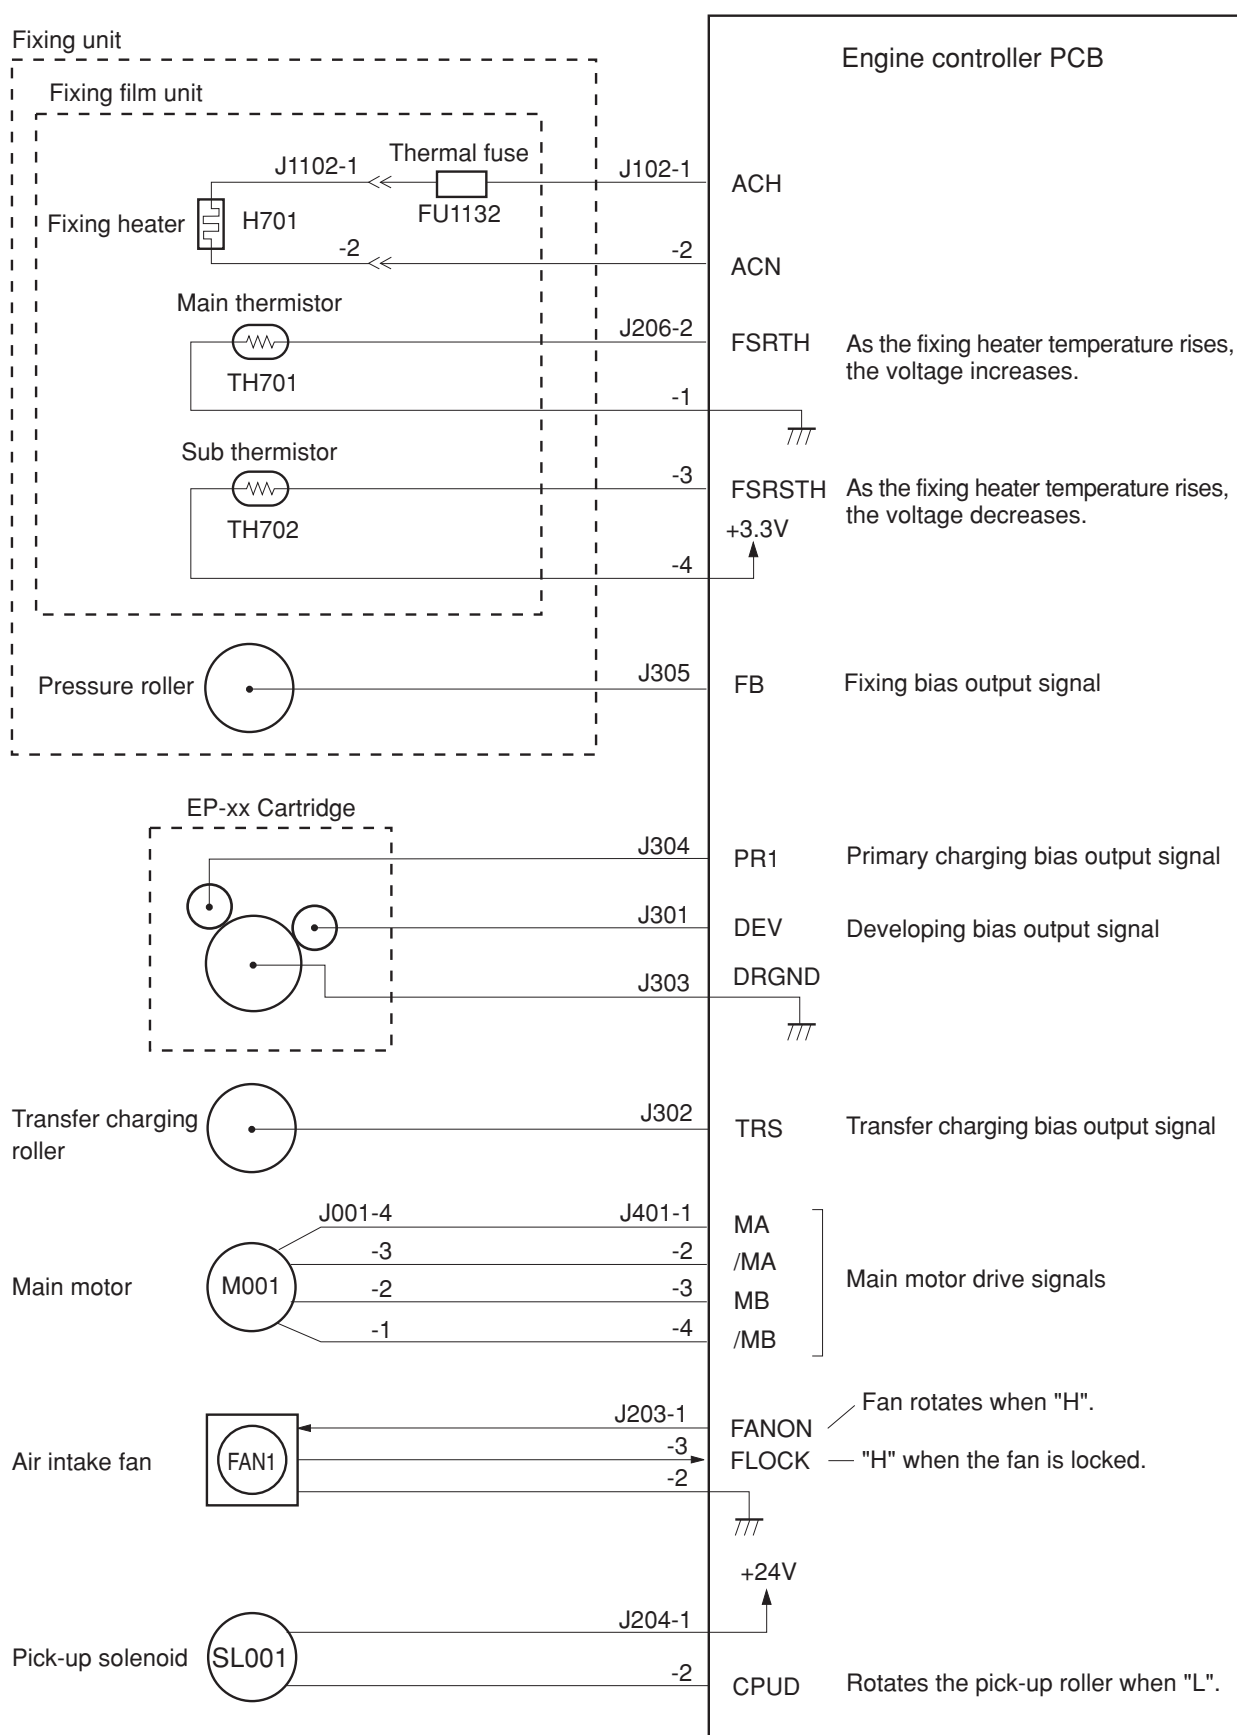 Fixing unit
Engine controller PCB
Fixing film unit
J1102-1
Thermal fuse
J102-1
ACH
Fixing heater
H701
FU1132
-2
-2
ACN
Main thermistor
J206-2
FSRTH
As the fixing heater temperature rises,
the voltage increases.
TH701
-1
Sub thermistor
-3
FSRSTH
As the fixing heater temperature rises,
the voltage decreases.
TH702
+3.3V
-4
Pressure roller
J305
FB
Fixing bias output signal
EP-xx Cartridge
J304
PR1
Primary charging bias output signal
J301
DEV
Developing bias output signal
J303
DRGND
Transfer charging
roller
J302
TRS
Transfer charging bias output signal
J001-4
J401-1
MA
-3
-2
/MA
Main motor
M001
-2
-3
MB
Main motor drive signals
-1
-4
/MB
Fan rotates when "H".
J203-1
FANON
Air intake fan
FAN1
-3
FLOCK
"H" when the fan is locked.
-2
+24V
J204-1
Pick-up solenoid
SL001
-2
CPUD
Rotates the pick-up roller when "L".